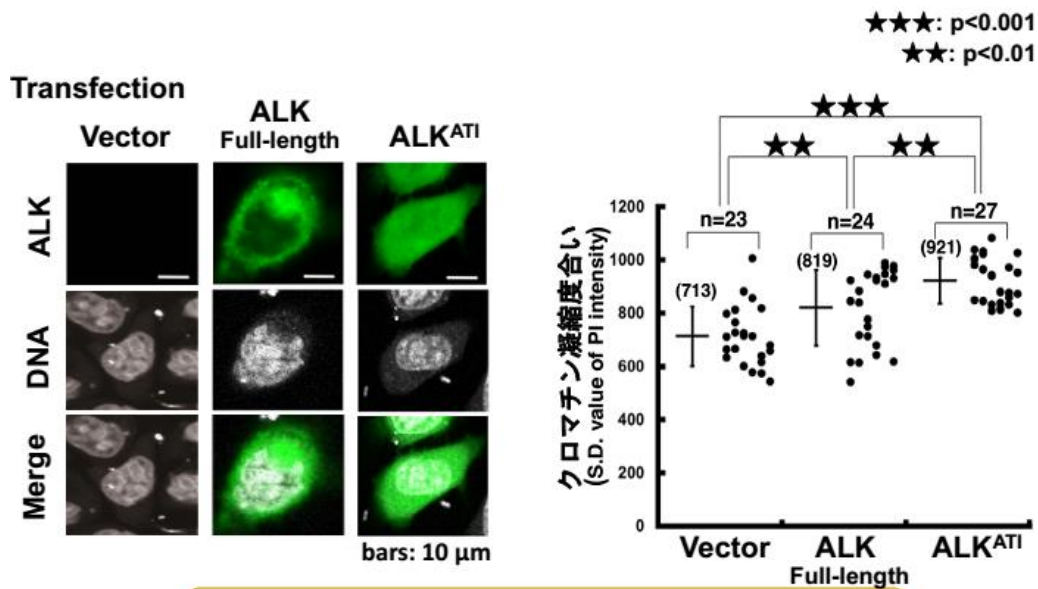 ★★★: p<0.001
★★: p<0.01
Transfection
Vector
ALK
Full-length
ALKᴬᵀᴵ
ALK
DNA
Merge
bars: 10 μm
★★★
★★
★★
クロマチン凝縮度合い
(S.D. value of PI intensity)
1200
1000
800
600
400
200
0
n=23
n=24
n=27
(713)
(819)
(921)
Vector
ALK
Full-length
ALKᴬᵀᴵ